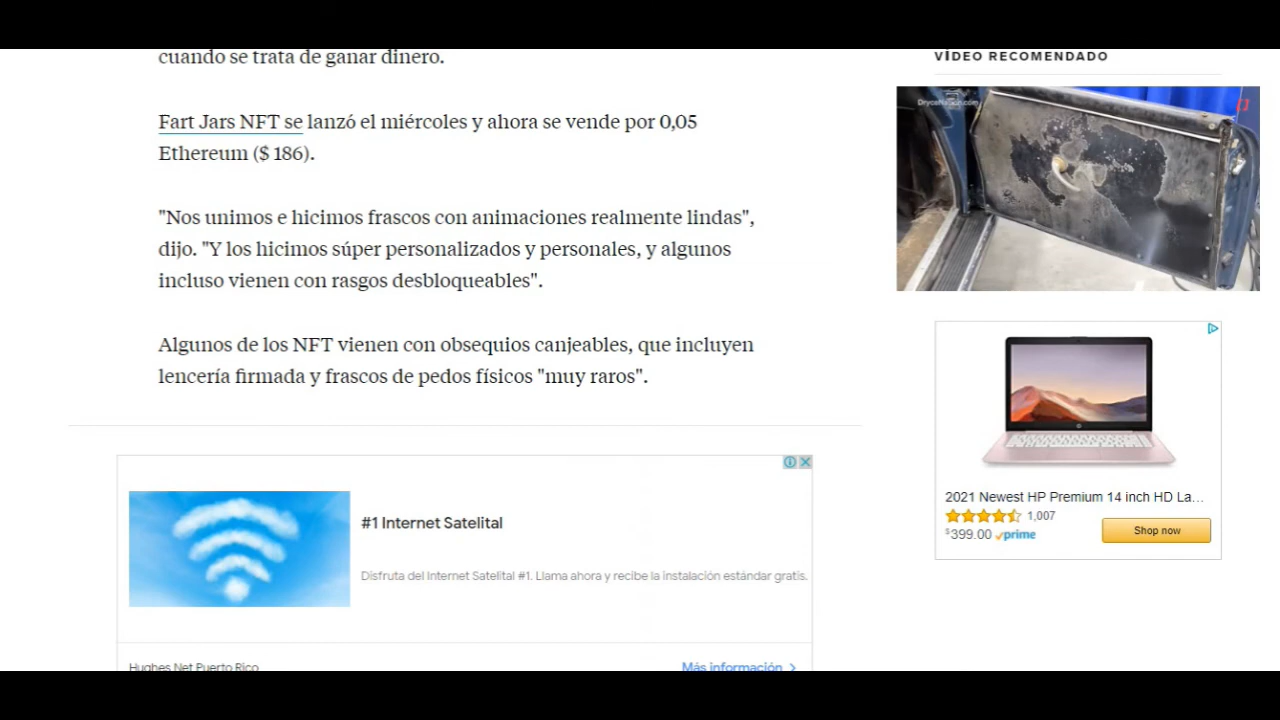 cuando se trata de ganar dinero.
Fart Jars NFT se lanzó el miércoles y ahora se vende por 0,05
Ethereum ($ 186).
"Nos unimos e hicimos frascos con animaciones realmente lindas",
dijo. "Y los hicimos súper personalizados y personales, y algunos
incluso vienen con rasgos desbloqueables".
Algunos de los NFT vienen con obsequios canjeables, que incluyen
lencería firmada y frascos de pedos físicos "muy raros".
#1 Internet Satelital
Disfruta del Internet Satelital #1. Llama ahora y recibe la instalación estándar gratis.
Hughes Net Puerto Rico
Más información
VÍDEO RECOMENDADO
2021 Newest HP Premium 14 inch HD La...
1,007
$399.00 prime
Shop now